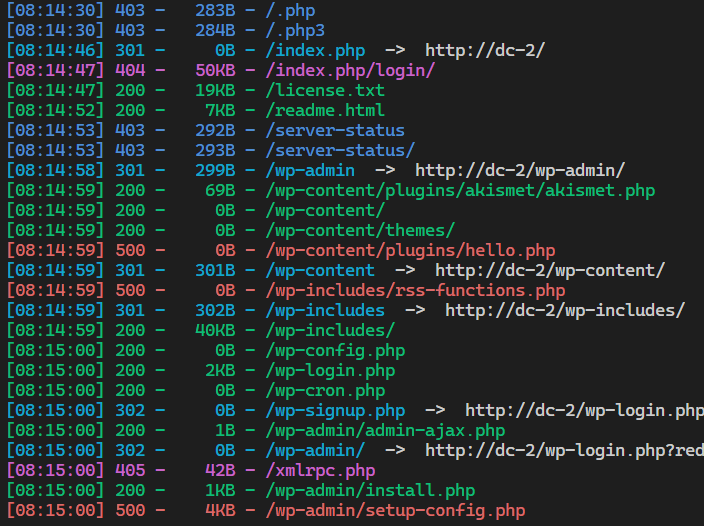 [08:14:30] 403 -   283B - /.php
[08:14:30] 403 -   284B - /.php3
[08:14:46] 301 -     0B - /index.php  ->  http://dc-2/
[08:14:47] 404 -   50KB - /index.php/login/
[08:14:47] 200 -   19KB - /license.txt
[08:14:52] 200 -    7KB - /readme.html
[08:14:53] 403 -   292B - /server-status
[08:14:53] 403 -   293B - /server-status/
[08:14:58] 301 -   299B - /wp-admin  ->  http://dc-2/wp-admin/
[08:14:59] 200 -    69B - /wp-content/plugins/akismet/akismet.php
[08:14:59] 200 -     0B - /wp-content/
[08:14:59] 200 -     0B - /wp-content/themes/
[08:14:59] 500 -     0B - /wp-content/plugins/hello.php
[08:14:59] 301 -   301B - /wp-content  ->  http://dc-2/wp-content/
[08:14:59] 500 -     0B - /wp-includes/rss-functions.php
[08:14:59] 301 -   302B - /wp-includes  ->  http://dc-2/wp-includes/
[08:14:59] 200 -   40KB - /wp-includes/
[08:15:00] 200 -     0B - /wp-config.php
[08:15:00] 200 -    2KB - /wp-login.php
[08:15:00] 200 -     0B - /wp-cron.php
[08:15:00] 302 -     0B - /wp-signup.php  ->  http://dc-2/wp-login.php
[08:15:00] 200 -     1B - /wp-admin/admin-ajax.php
[08:15:00] 302 -     0B - /wp-admin/  ->  http://dc-2/wp-login.php?red
[08:15:00] 405 -    42B - /xmlrpc.php
[08:15:00] 200 -    1KB - /wp-admin/install.php
[08:15:00] 500 -    4KB - /wp-admin/setup-config.php